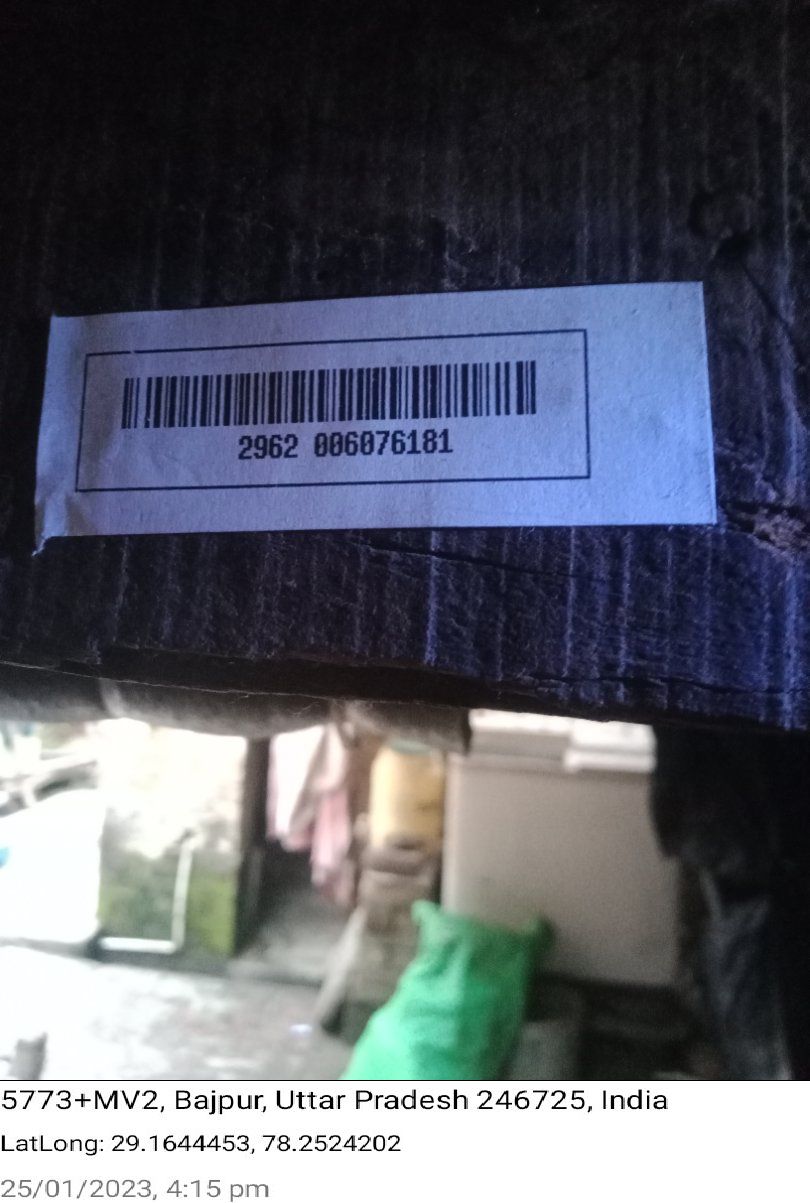 2962 006076181
5773+MV2, Bajpur, Uttar Pradesh 246725, India
LatLong: 29.1644453, 78.2524202
25/01/2023, 4:15 pm